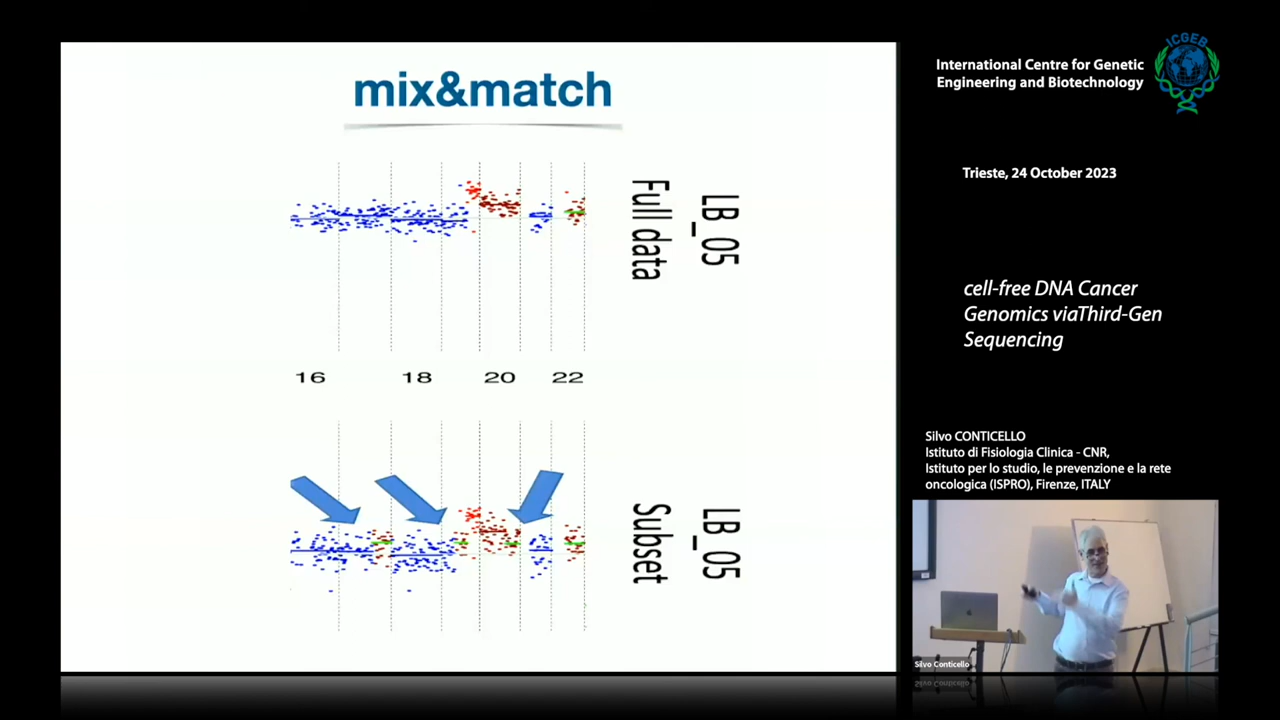 mix&match
LB_05
Full data
16 18 20 22
LB_05
Subset
ICGEB
International Centre for Genetic
Engineering and Biotechnology
Trieste, 24 October 2023
cell-free DNA Cancer
Genomics viaThird-Gen
Sequencing
Silvo CONTICELLO
Istituto di Fisiologia Clinica - CNR,
Istituto per lo studio, le prevenzione e la rete
oncologica (ISPRO), Firenze, ITALY
Silvo Conticello